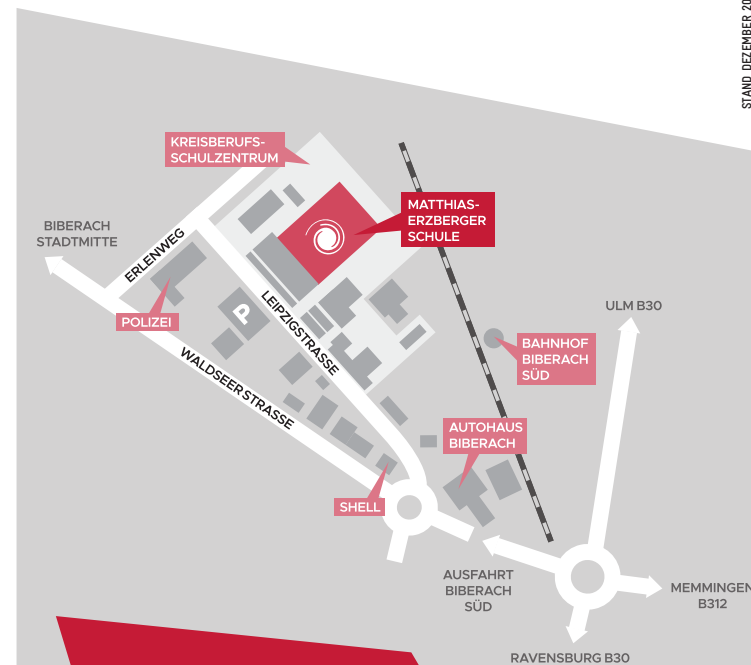 STAND DEZEMBER 20
KREISBERUFS-
SCHULZENTRUM
MATTHIAS-
ERZBERGER
SCHULE
BIBERACH
STADTMITTE
ERLENWEG
POLIZEI
P
LEIPZIGSTRASSE
WALDSEER STRASSE
ULM B30
BAHNHOF
BIBERACH
SÜD
AUTOHAUS
BIBERACH
SHELL
AUSFAHRT
BIBERACH
SÜD
MEMMINGEN
B312
RAVENSBURG B30